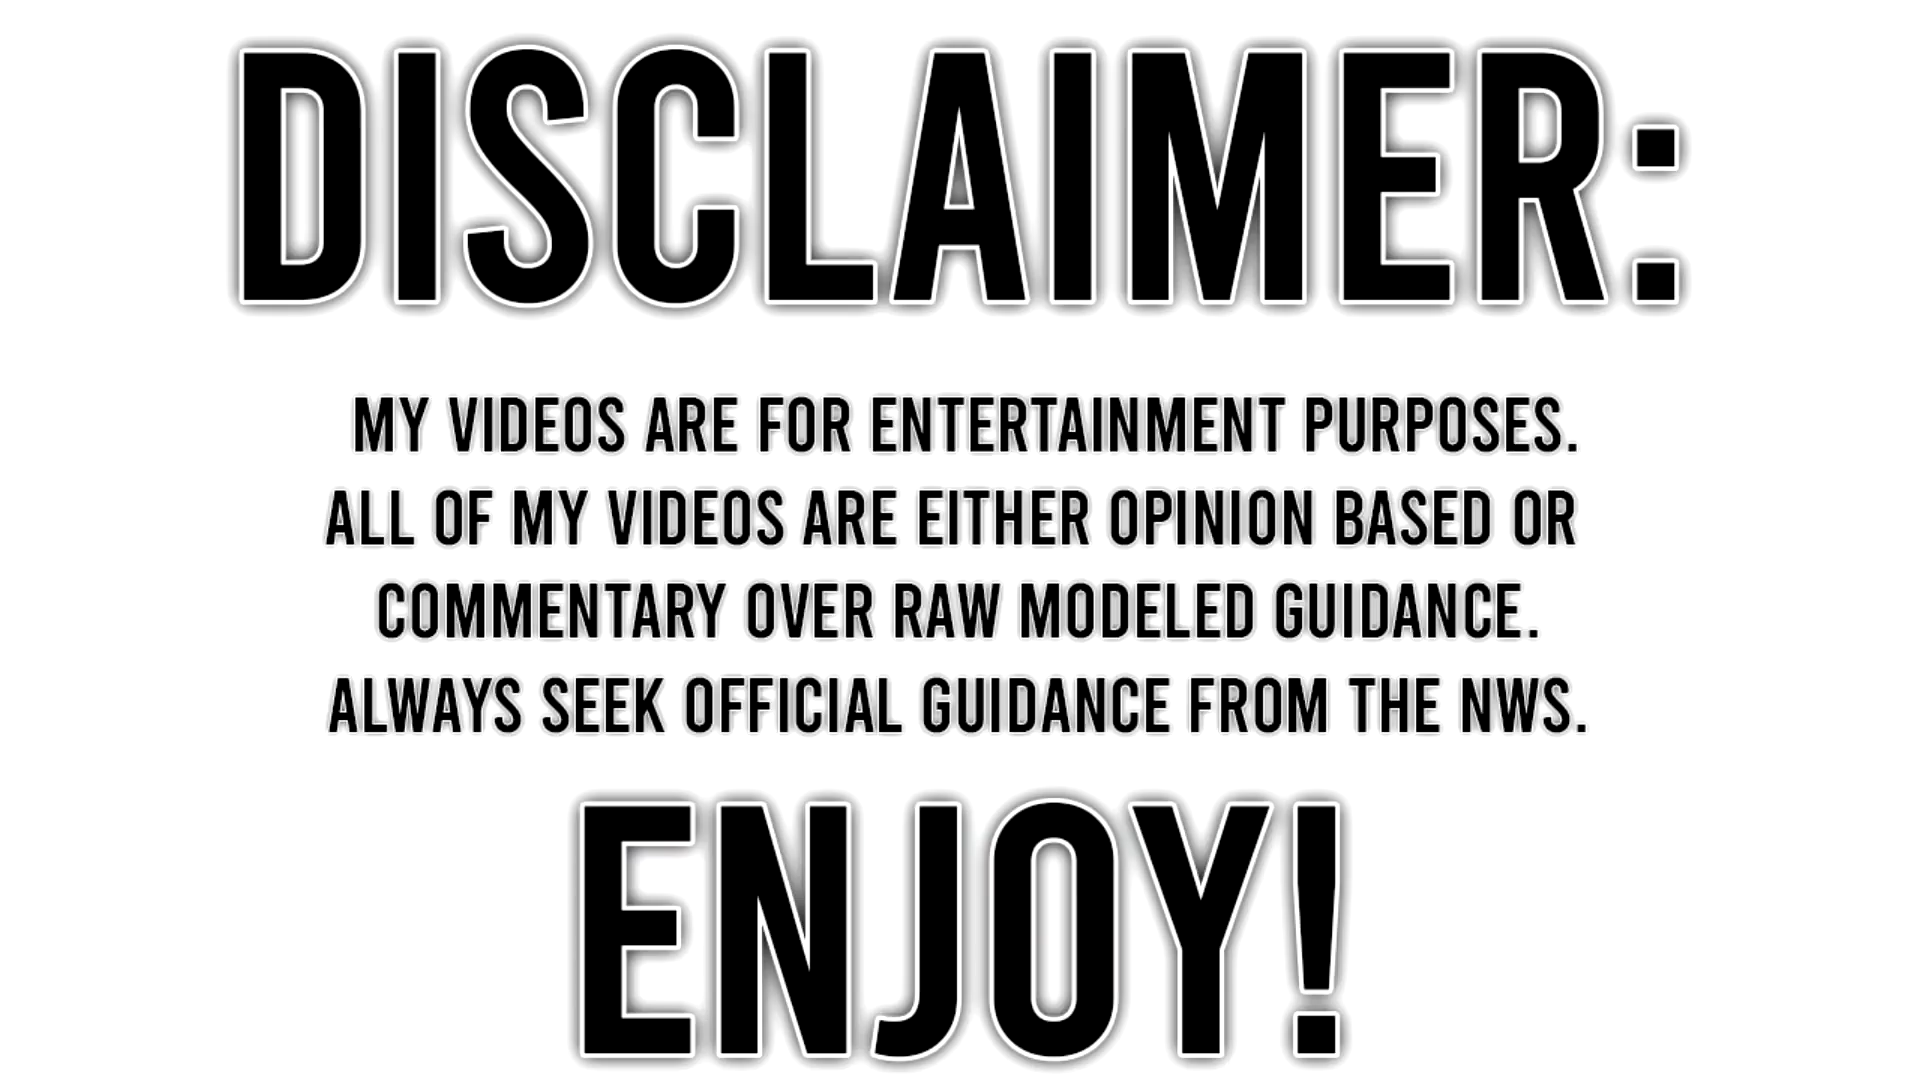 DISCLAIMER:
MY VIDEOS ARE FOR ENTERTAINMENT PURPOSES.
ALL OF MY VIDEOS ARE EITHER OPINION BASED OR
COMMENTARY OVER RAW MODELED GUIDANCE.
ALWAYS SEEK OFFICIAL GUIDANCE FROM THE NWS.
ENJOY!